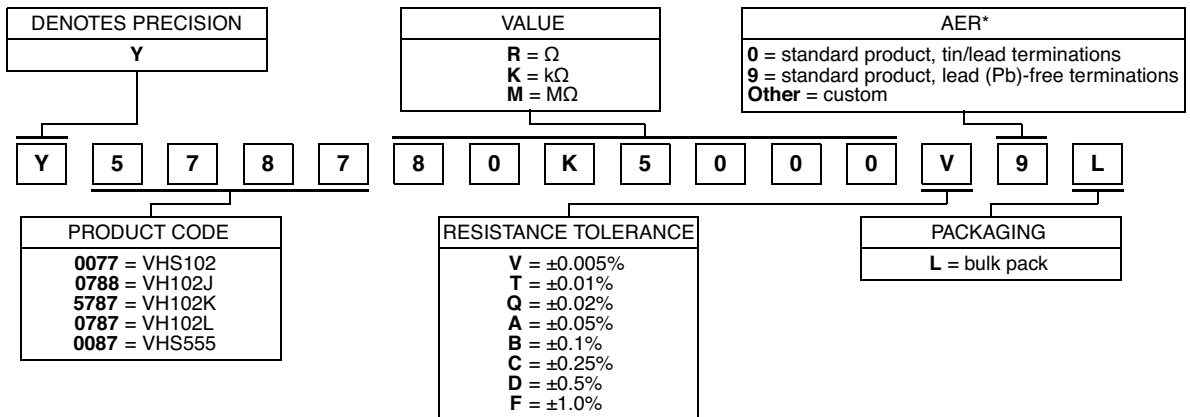 DENOTES PRECISION
Y
VALUE
R = Ω
K = kΩ
M = MΩ
AER*
0 = standard product, tin/lead terminations
9 = standard product, lead (Pb)-free terminations
Other = custom
Y 5 7 8 7 8 0 K 5 0 0 0 V 9 L
PRODUCT CODE
0077 = VHS102
0788 = VH102J
5787 = VH102K
0787 = VH102L
0087 = VHS555
RESISTANCE TOLERANCE
V = ±0.005%
T = ±0.01%
Q = ±0.02%
A = ±0.05%
B = ±0.1%
C = ±0.25%
D = ±0.5%
F = ±1.0%
PACKAGING
L = bulk pack